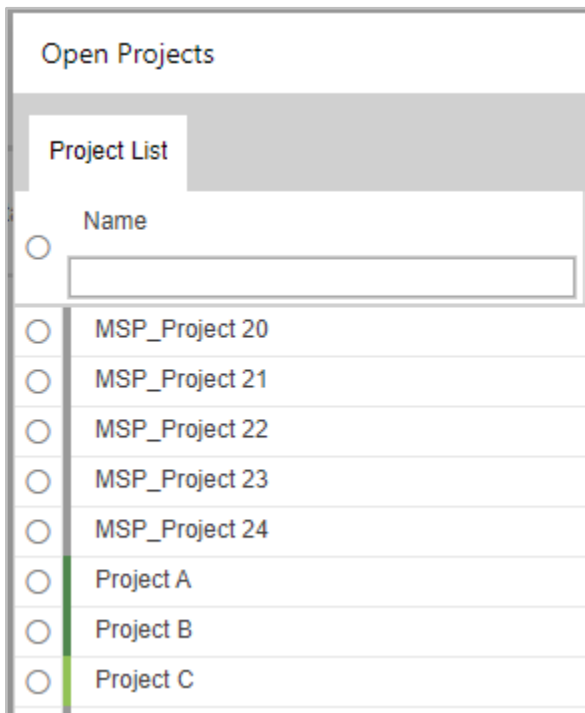 Open Projects
Project List
Name
MSP_Project 20
MSP_Project 21
MSP_Project 22
MSP_Project 23
MSP_Project 24
Project A
Project B
Project C